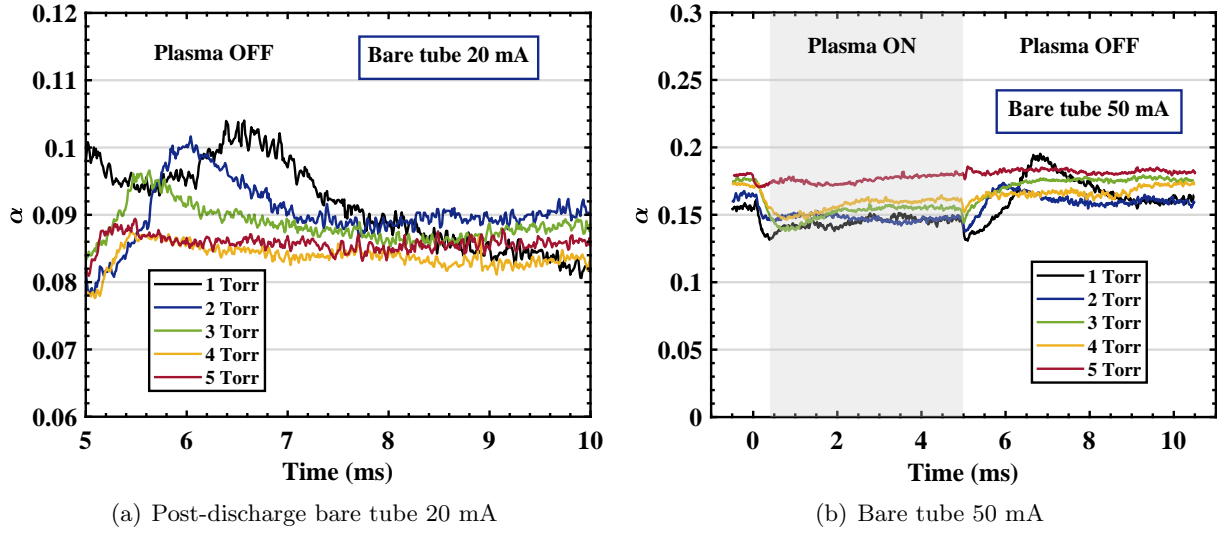 0.12
0.11
0.1
0.09
0.08
0.07
0.06
α
Plasma OFF
Bare tube 20 mA
1 Torr
2 Torr
3 Torr
4 Torr
5 Torr
5 6 7 8 9 10
Time (ms)
(a) Post-discharge bare tube 20 mA
0.3
0.25
0.2
0.15
0.1
0.05
0
α
Plasma ON
Plasma OFF
Bare tube 50 mA
1 Torr
2 Torr
3 Torr
4 Torr
5 Torr
0 2 4 6 8 10
Time (ms)
(b) Bare tube 50 mA